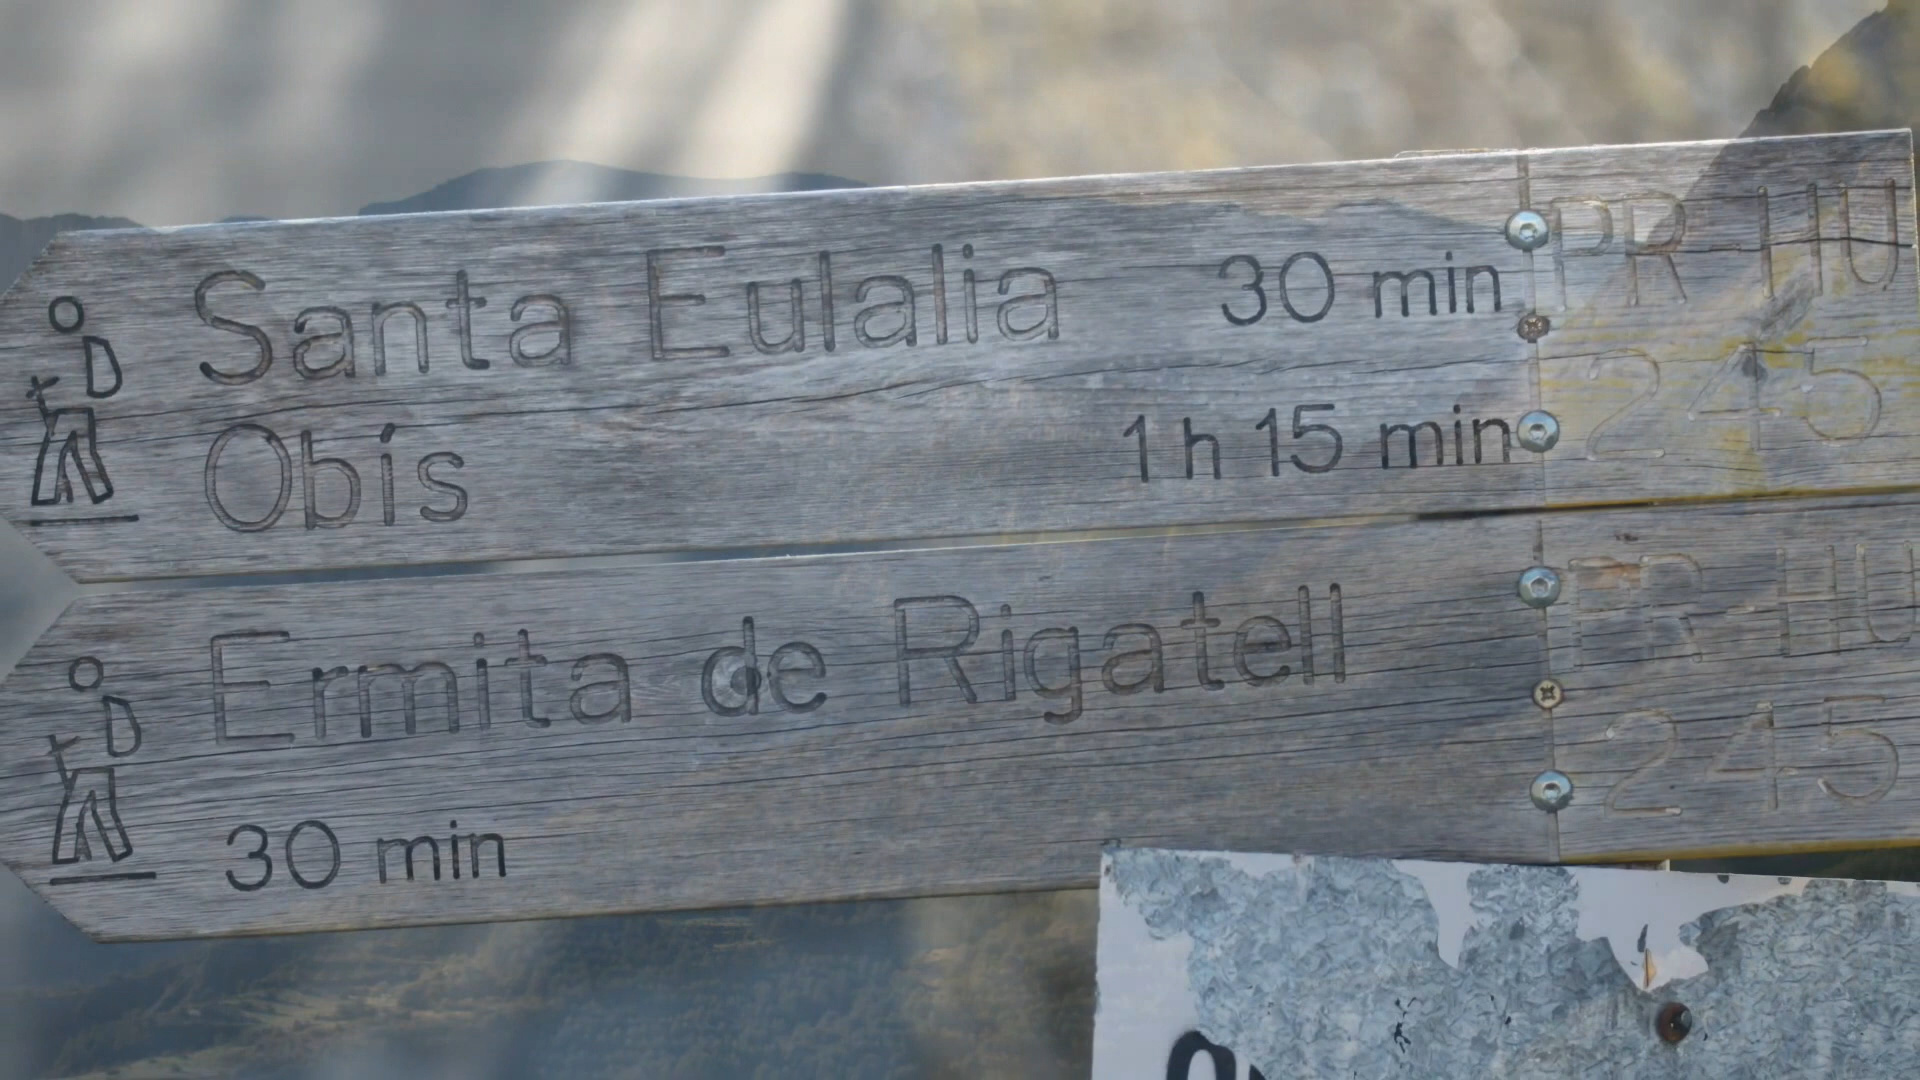 Santa Eulalia 30 min PR HU
Obís 1 h 15 min 245
Ermita de Rigatell PR HU
30 min 245